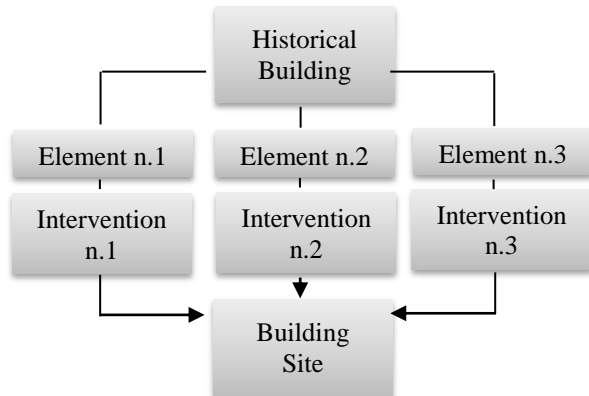 Historical
Building
Element n.1
Element n.2
Element n.3
Intervention
n.1
Intervention
n.2
Intervention
n.3
Building
Site